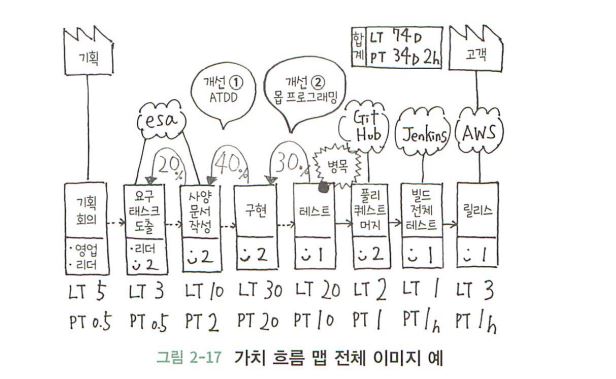 기획
합계
LT 74D
PT 34D 2h
고객
개선 ①
ATDD
개선 ②
몹 프로그래밍
esa
Git
Hub
Jenkins
AWS
20%
40%
30%
병목
기획
회의
·영업
·리더
요구
태스크
도출
·리더
2
사양
문서
작성
2
구현
2
테스트
1
풀리
퀘스트
머지
2
빌드
전체
테스트
1
릴리스
1
LT 5
LT 3
LT 10
LT 30
LT 20
LT 2
LT 1
LT 3
PT 0.5
PT 0.5
PT 2
PT 20
PT 10
PT 1
PT 1h
PT 1h
그림 2-17 가치 흐름 맵 전체 이미지 예